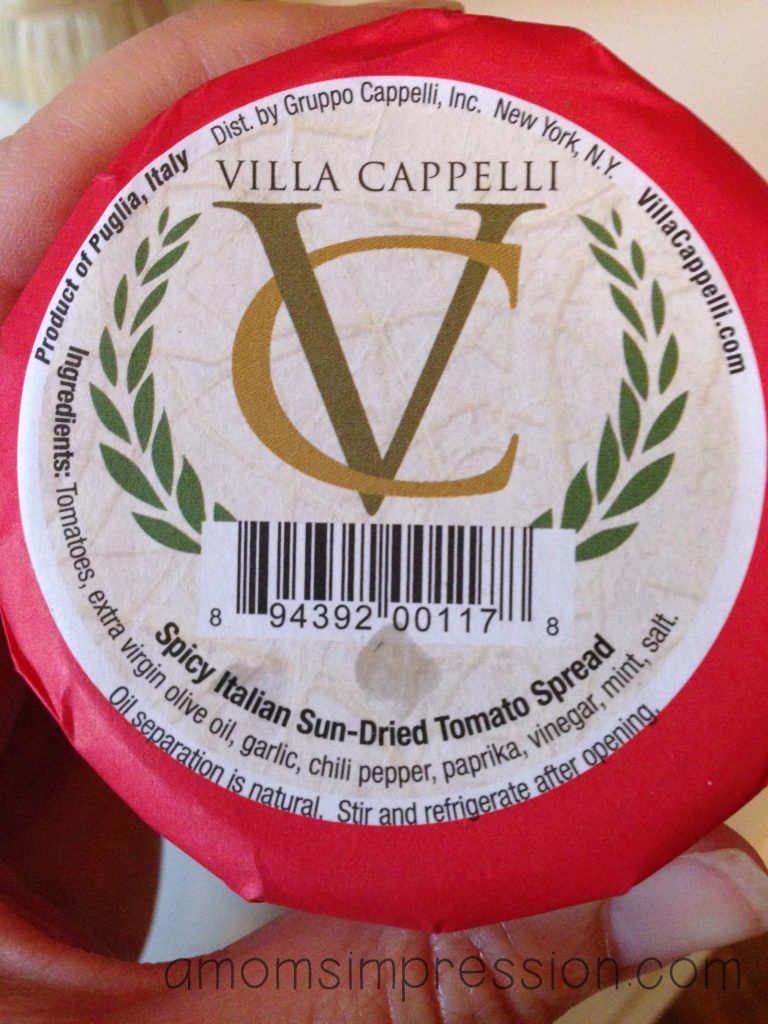 Product of Puglia, Italy
Dist. by Gruppo Cappelli, Inc. New York, N.Y.
VillaCappelli.com
VILLA CAPPELLI
VC
8 94392 00117 8
Spicy Italian Sun-Dried Tomato Spread
Ingredients: Tomatoes, extra virgin olive oil, garlic, chili pepper, paprika, vinegar, mint, salt.
Oil separation is natural. Stir and refrigerate after opening.
amomsimpression.com